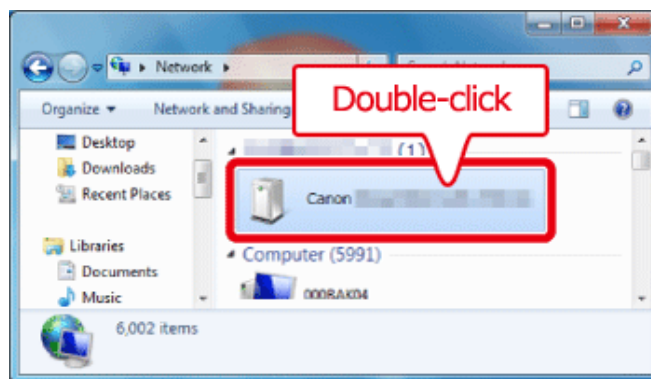 Network
Organize
Network and Sharing
Double-click
Desktop
Downloads
Recent Places
Libraries
Documents
Music
(1)
Canon
Computer (5991)
000BAK04
6,002 items